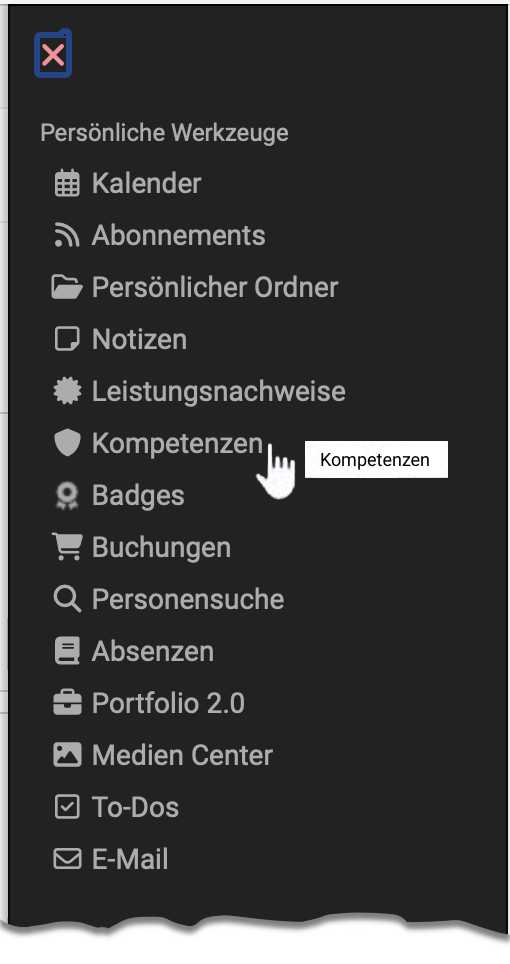 Persönliche Werkzeuge
Kalender
Abonnements
Persönlicher Ordner
Notizen
Leistungsnachweise
Kompetenzen
Kompetenzen
Badges
Buchungen
Personensuche
Absenzen
Portfolio 2.0
Medien Center
To-Dos
E-Mail